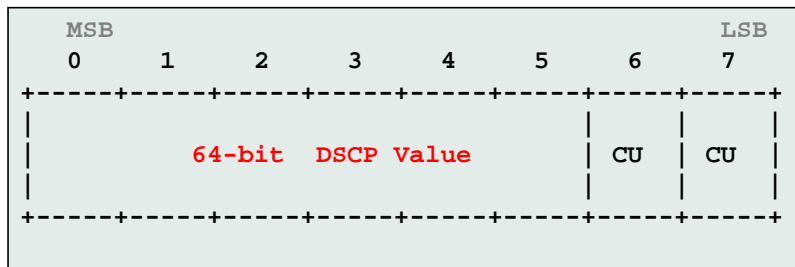 MSB LSB
0 1 2 3 4 5 6 7
+-----+-----+-----+-----+-----+-----+-----+-----+
| | | |
| 64-bit DSCP Value | CU | CU |
| | | |
+-----+-----+-----+-----+-----+-----+-----+-----+